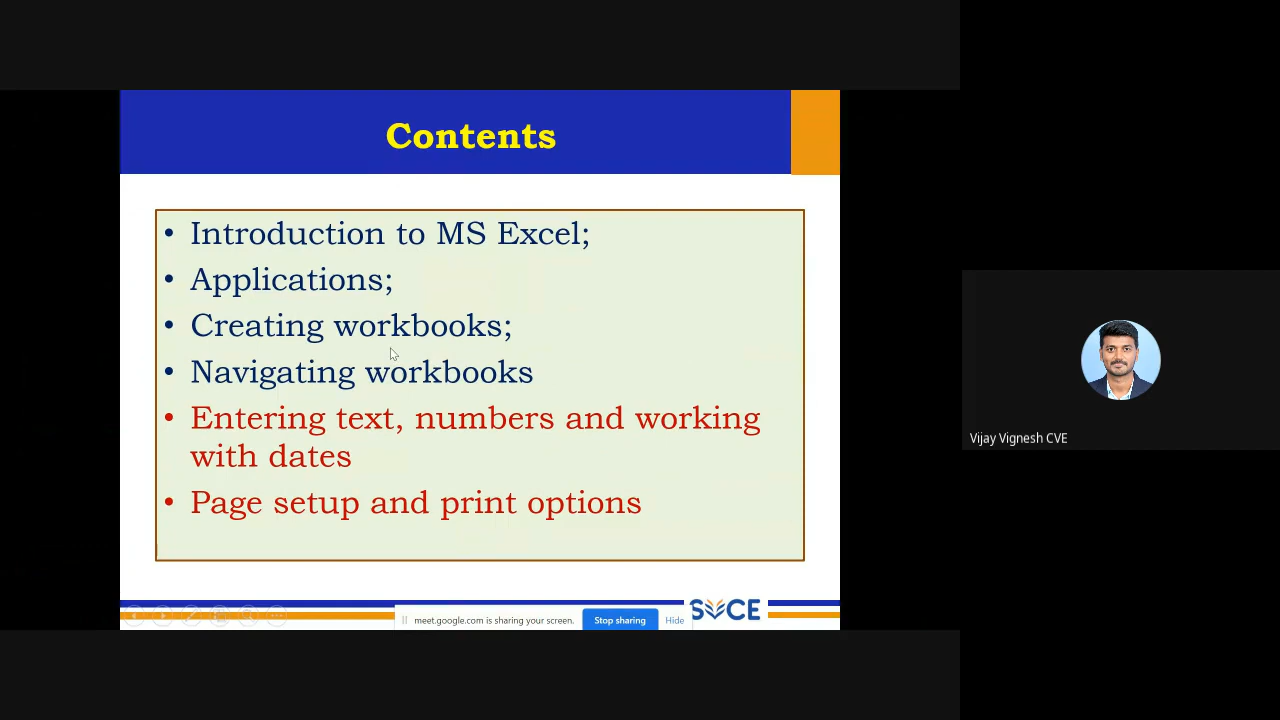 Contents
• Introduction to MS Excel;
• Applications;
• Creating workbooks;
• Navigating workbooks
• Entering text, numbers and working
with dates
• Page setup and print options
meet.google.com is sharing your screen.
Stop sharing
Hide
SVCE
Vijay Vignesh CVE